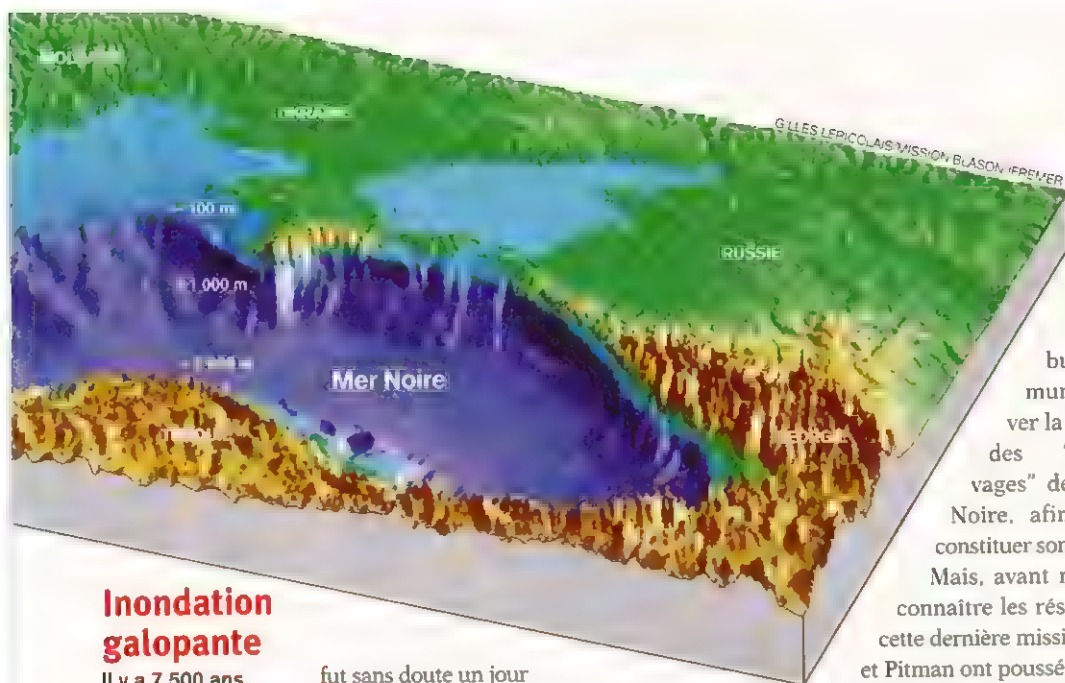 GILLES LERICOLAIS/MISSION BLASON/IFREMER
UKRAINE
- 100 m
RUSSIE
- 1 000 m
Mer Noire
Inondation
galopante
Il y a 7 500 ans
fut sans doute un jour
bu
mur
ver la
des "
vages" de
Noire, afin
constituer son
Mais, avant
connaître les rés
cette dernière missi
et Pitman ont poussé